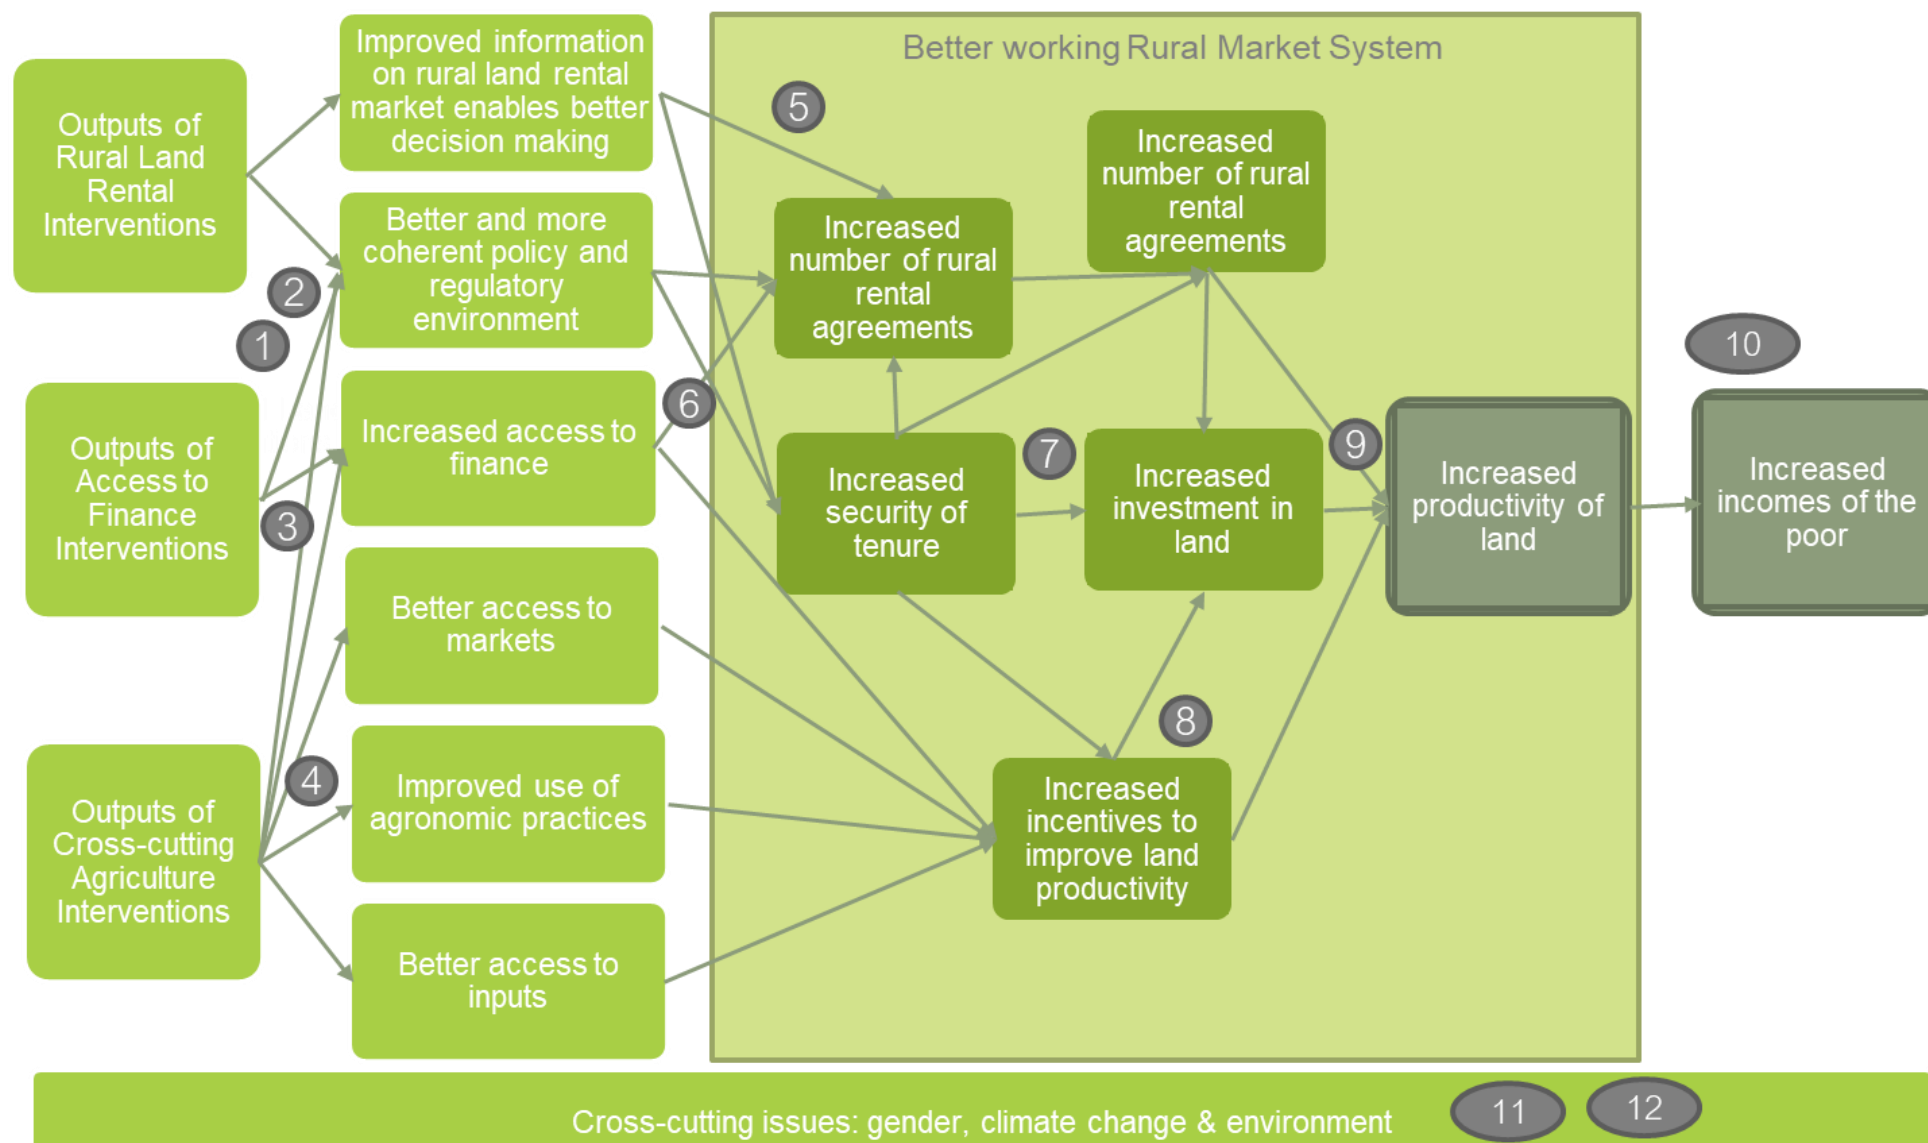 Outputs of
Rural Land
Rental
Interventions
Outputs of
Access to
Finance
Interventions
Outputs of
Cross-cutting
Agriculture
Interventions
1
2
3
4
Improved information
on rural land rental
market enables better
decision making
Better and more
coherent policy and
regulatory
environment
Increased access to
finance
Better access to
markets
Improved use of
agronomic practices
Better access to
inputs
Better working Rural Market System
5
6
Increased
number of rural
rental
agreements
Increased
number of rural
rental
agreements
Increased
security of
tenure
7
Increased
investment in
land
8
Increased
incentives to
improve land
productivity
9
Increased
productivity of
land
10
Increased
incomes of the
poor
Cross-cutting issues: gender, climate change & environment
11
12